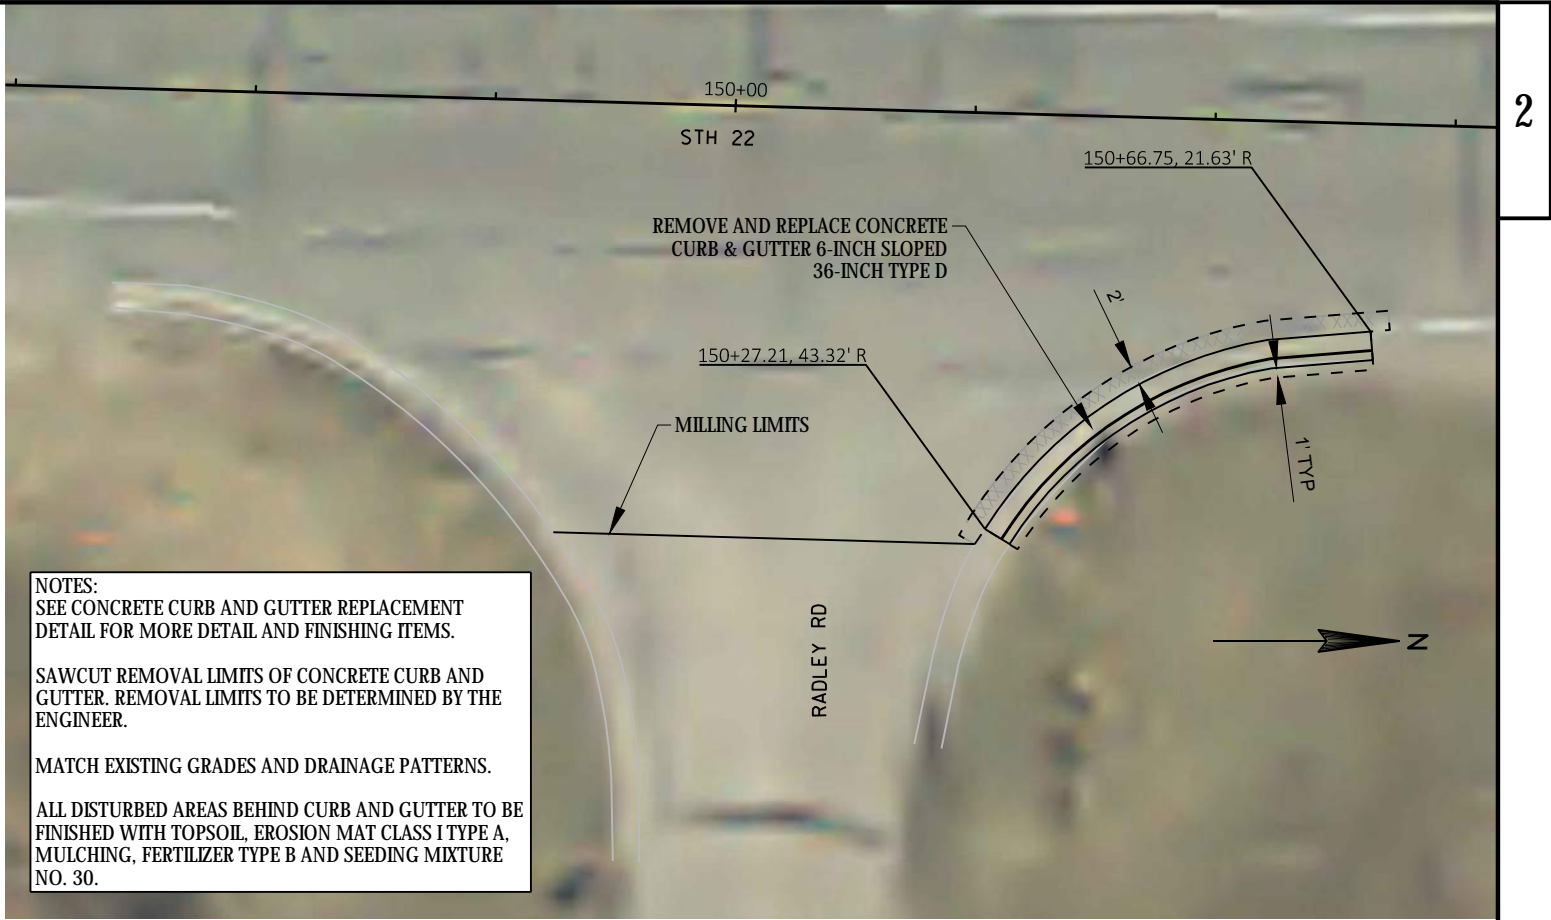 2
150+00
STH 22
150+66.75, 21.63' R
REMOVE AND REPLACE CONCRETE
CURB & GUTTER 6-INCH SLOPED
36-INCH TYPE D
2'
150+27.21, 43.32' R
MILLING LIMITS
1' TYP
RADLEY RD
N
NOTES:
SEE CONCRETE CURB AND GUTTER REPLACEMENT
DETAIL FOR MORE DETAIL AND FINISHING ITEMS.
SAWCUT REMOVAL LIMITS OF CONCRETE CURB AND
GUTTER. REMOVAL LIMITS TO BE DETERMINED BY THE
ENGINEER.
MATCH EXISTING GRADES AND DRAINAGE PATTERNS.
ALL DISTURBED AREAS BEHIND CURB AND GUTTER TO BE
FINISHED WITH TOPSOIL, EROSION MAT CLASS I TYPE A,
MULCHING, FERTILIZER TYPE B AND SEEDING MIXTURE
NO. 30.